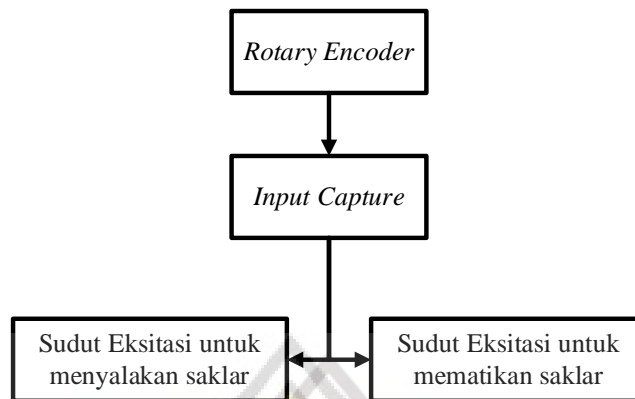 Rotary Encoder
Input Capture
Sudut Eksitasi untuk
menyalakan saklar
Sudut Eksitasi untuk
mematikan saklar